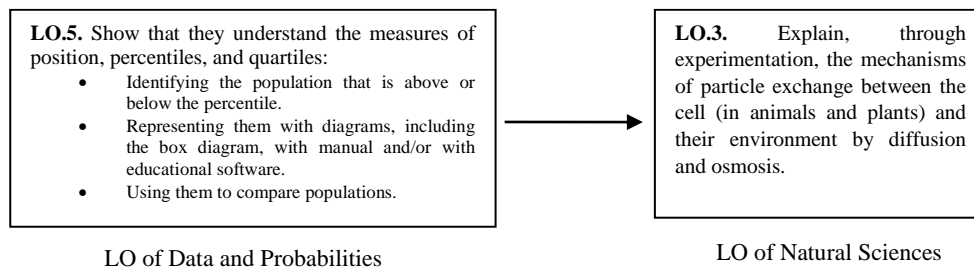 LO.5. Show that they understand the measures of
position, percentiles, and quartiles:
• Identifying the population that is above or
below the percentile.
• Representing them with diagrams, including
the box diagram, with manual and/or with
educational software.
• Using them to compare populations.
LO of Data and Probabilities
LO.3. Explain, through
experimentation, the mechanisms
of particle exchange between the
cell (in animals and plants) and
their environment by diffusion
and osmosis.
LO of Natural Sciences